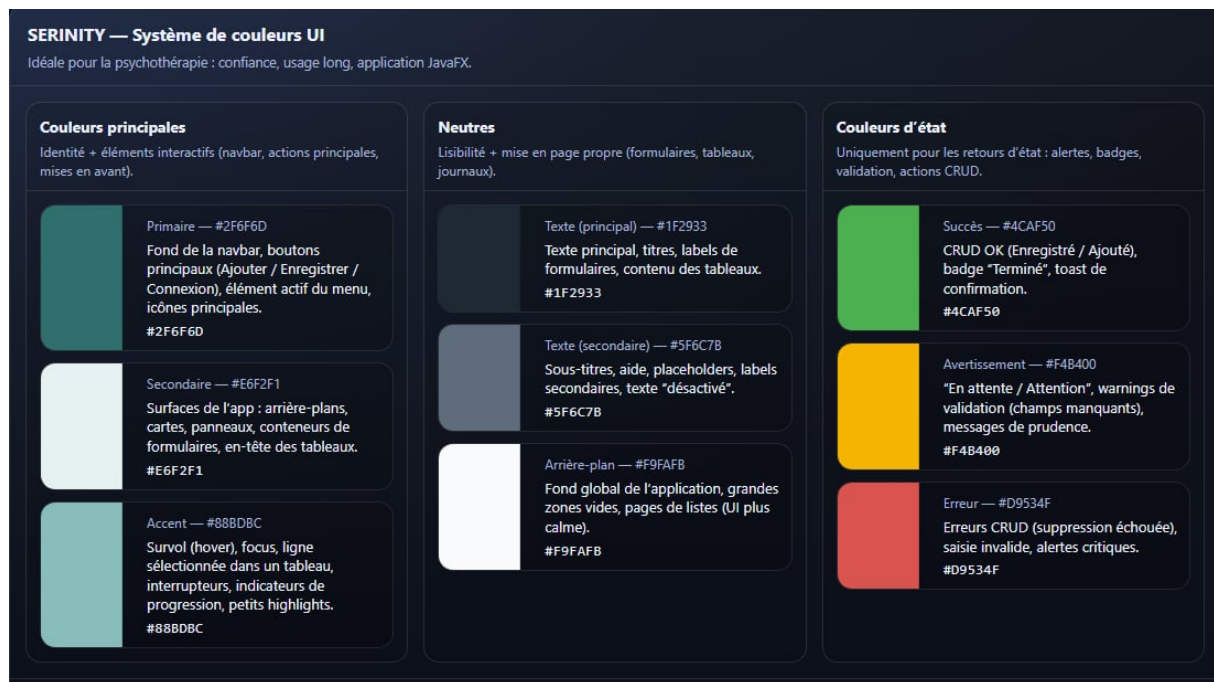 SERINITY — Système de couleurs UI
Idéale pour la psychothérapie : confiance, usage long, application JavaFX.
Couleurs principales
Identité + éléments interactifs (navbar, actions principales,
mises en avant).
Primaire — #2F6F6D
Fond de la navbar, boutons
principaux (Ajouter / Enregistrer /
Connexion), élément actif du menu,
icônes principales.
#2F6F6D
Secondaire — #E6F2F1
Surfaces de l’app : arrière-plans,
cartes, panneaux, conteneurs de
formulaires, en-tête des tableaux.
#E6F2F1
Accent — #88BDBC
Survol (hover), focus, ligne
sélectionnée dans un tableau,
interrupteurs, indicateurs de
progression, petits highlights.
#88BDBC
Neutres
Lisibilité + mise en page propre (formulaires, tableaux,
journaux).
Texte (principal) — #1F2933
Texte principal, titres, labels de
formulaires, contenu des tableaux.
#1F2933
Texte (secondaire) — #5F6C7B
Sous-titres, aide, placeholders, labels
secondaires, texte “désactivé”.
#5F6C7B
Arrière-plan — #F9FAFB
Fond global de l’application, grandes
zones vides, pages de listes (UI plus
calme).
#F9FAFB
Couleurs d’état
Uniquement pour les retours d’état : alertes, badges,
validation, actions CRUD.
Succès — #4CAF50
CRUD OK (Enregistré / Ajouté),
badge “Terminé”, toast de
confirmation.
#4CAF50
Avertissement — #F4B400
“En attente / Attention”, warnings de
validation (champs manquants),
messages de prudence.
#F4B400
Erreur — #D9534F
Erreurs CRUD (suppression échouée),
saisie invalide, alertes critiques.
#D9534F